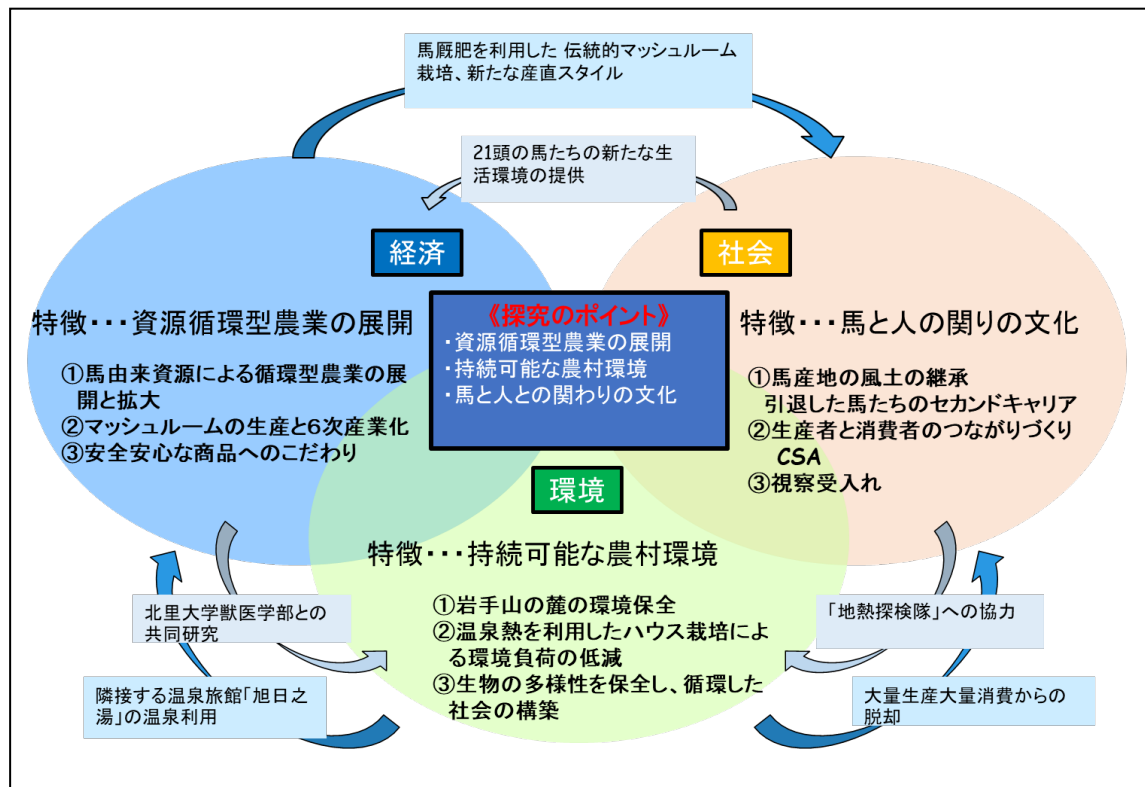 馬厩肥を利用した 伝統的マッシュルーム
栽培、新たな産直スタイル
21頭の馬たちの新たな生
活環境の提供
経済
社会
特徴・・・資源循環型農業の展開
①馬由来資源による循環型農業の展
開と拡大
②マッシュルームの生産と6次産業化
③安全安心な商品へのこだわり
《探究のポイント》
・資源循環型農業の展開
・持続可能な農村環境
・馬と人との関わりの文化
特徴・・・馬と人の関りの文化
①馬産地の風土の継承
引退した馬たちのセカンドキャリア
②生産者と消費者のつながりづくり
CSA
③視察受入れ
環境
特徴・・・持続可能な農村環境
①岩手山の麓の環境保全
②温泉熱を利用したハウス栽培によ
る環境負荷の低減
③生物の多様性を保全し、循環した
社会の構築
北里大学獣医学部との
共同研究
隣接する温泉旅館「旭日之
湯」の温泉利用
「地熱探検隊」への協力
大量生産大量消費からの
脱却